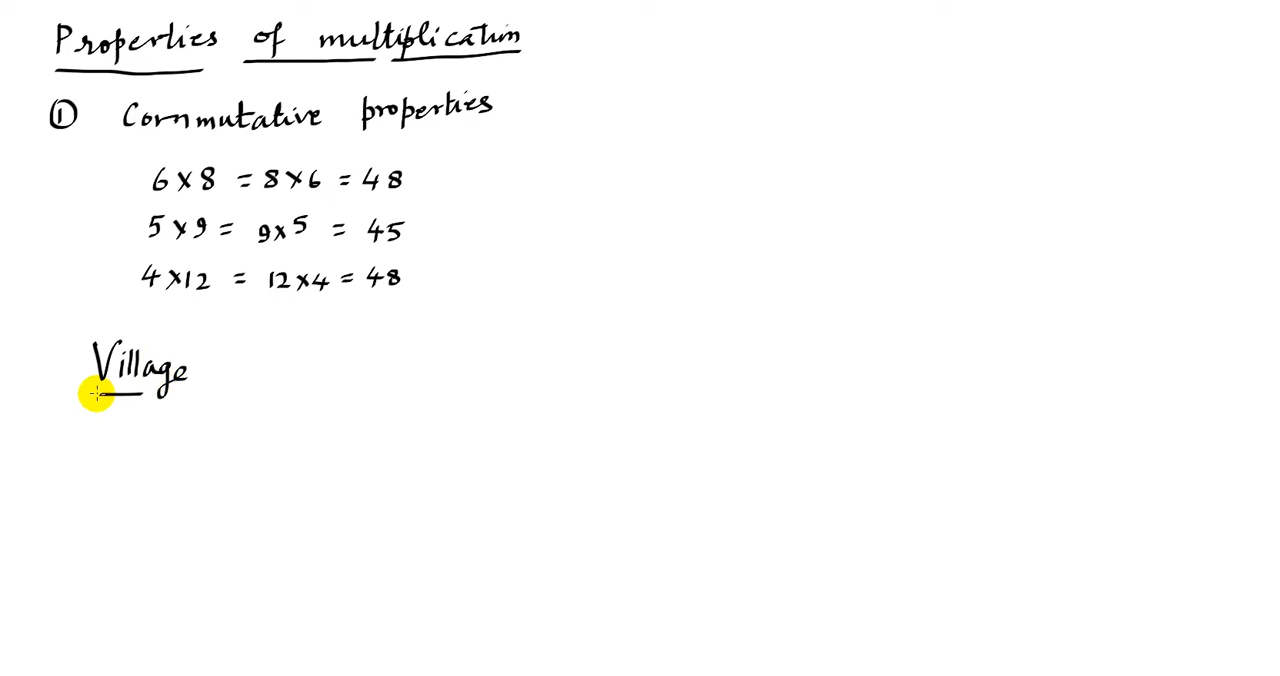 Properties of multiplication
① Commutative properties
6 × 8 = 8 × 6 = 48
5 × 9 = 9 × 5 = 45
4 × 12 = 12 × 4 = 48
Village